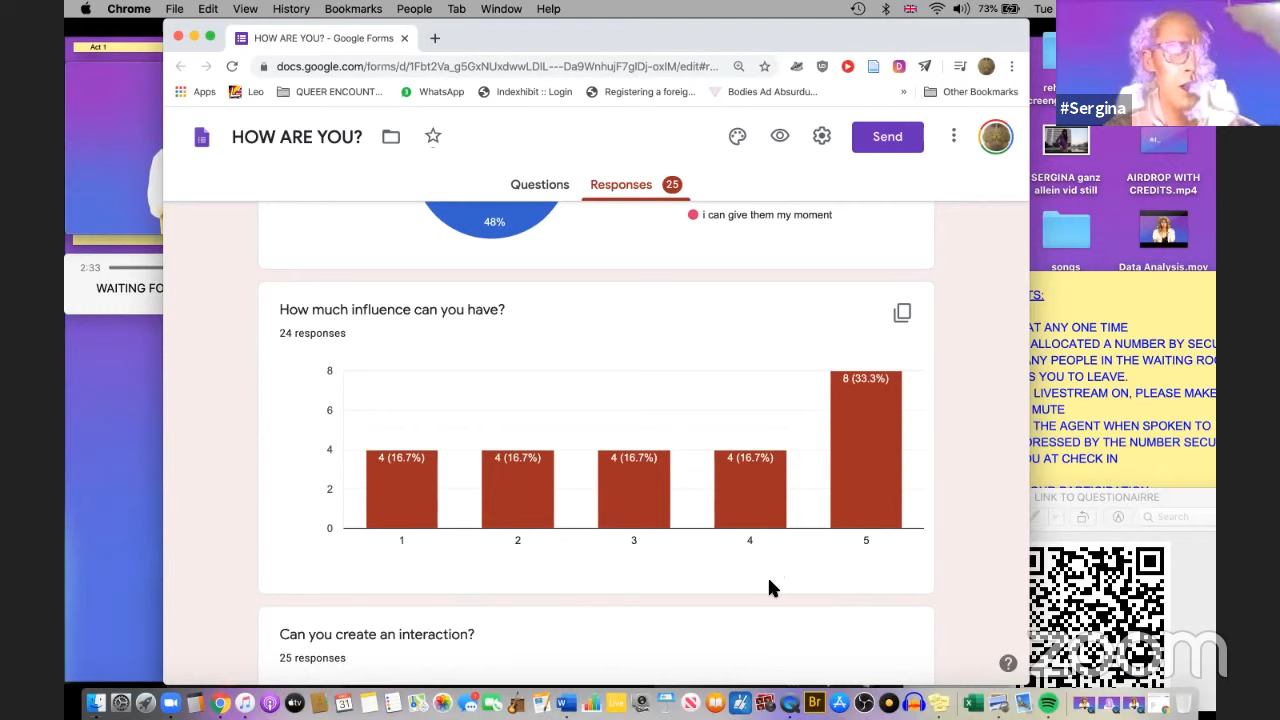 Chrome File Edit View History Bookmarks People Tab Window Help
73%
Tue
Act 1
HOW ARE YOU? - Google Forms
docs.google.com/forms/d/1Fbt2Va_g5GxNUxdwwLDIL---Da9WnhujF7gIDj-oxIM/edit#r...
Apps Leo QUEER ENCOUNT... WhatsApp Indexhibit :: Login Registering a foreig... Bodies Ad Absurdu... » Other Bookmarks
#Sergina
HOW ARE YOU?
Send
Questions Responses 25
48%
i can give them my moment
How much influence can you have?
24 responses
8
6
4
2
0
4 (16.7%)
4 (16.7%)
4 (16.7%)
4 (16.7%)
8 (33.3%)
1 2 3 4 5
Can you create an interaction?
25 responses
2:33
WAITING FO
SERGINA ganz
allein vid still
AIRDROP WITH
CREDITS.mp4
songs
Data Analysis.mov
TS:
AT ANY ONE TIME
ALLOCATED A NUMBER BY SECU
ANY PEOPLE IN THE WAITING RO
S YOU TO LEAVE.
LIVESTREAM ON, PLEASE MAKE
MUTE
THE AGENT WHEN SPOKEN TO
DRESSED BY THE NUMBER SECU
OU AT CHECK IN
LINK TO QUESTIONAIRRE
Search
zoom